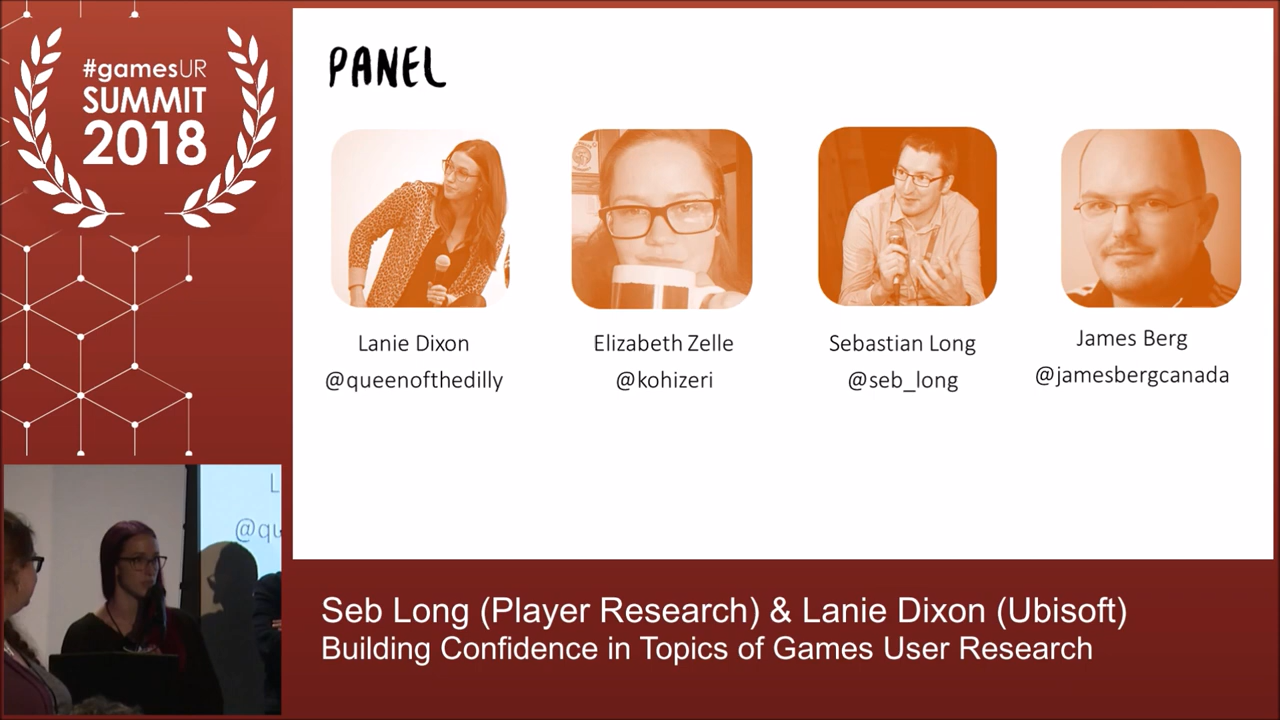 #gamesUR
SUMMIT
2018
PANEL
Lanie Dixon
@queenofthedilly
Elizabeth Zelle
@kohizeri
Sebastian Long
@seb_long
James Berg
@jamesbergcanada
L
@qu
Seb Long (Player Research) & Lanie Dixon (Ubisoft)
Building Confidence in Topics of Games User Research